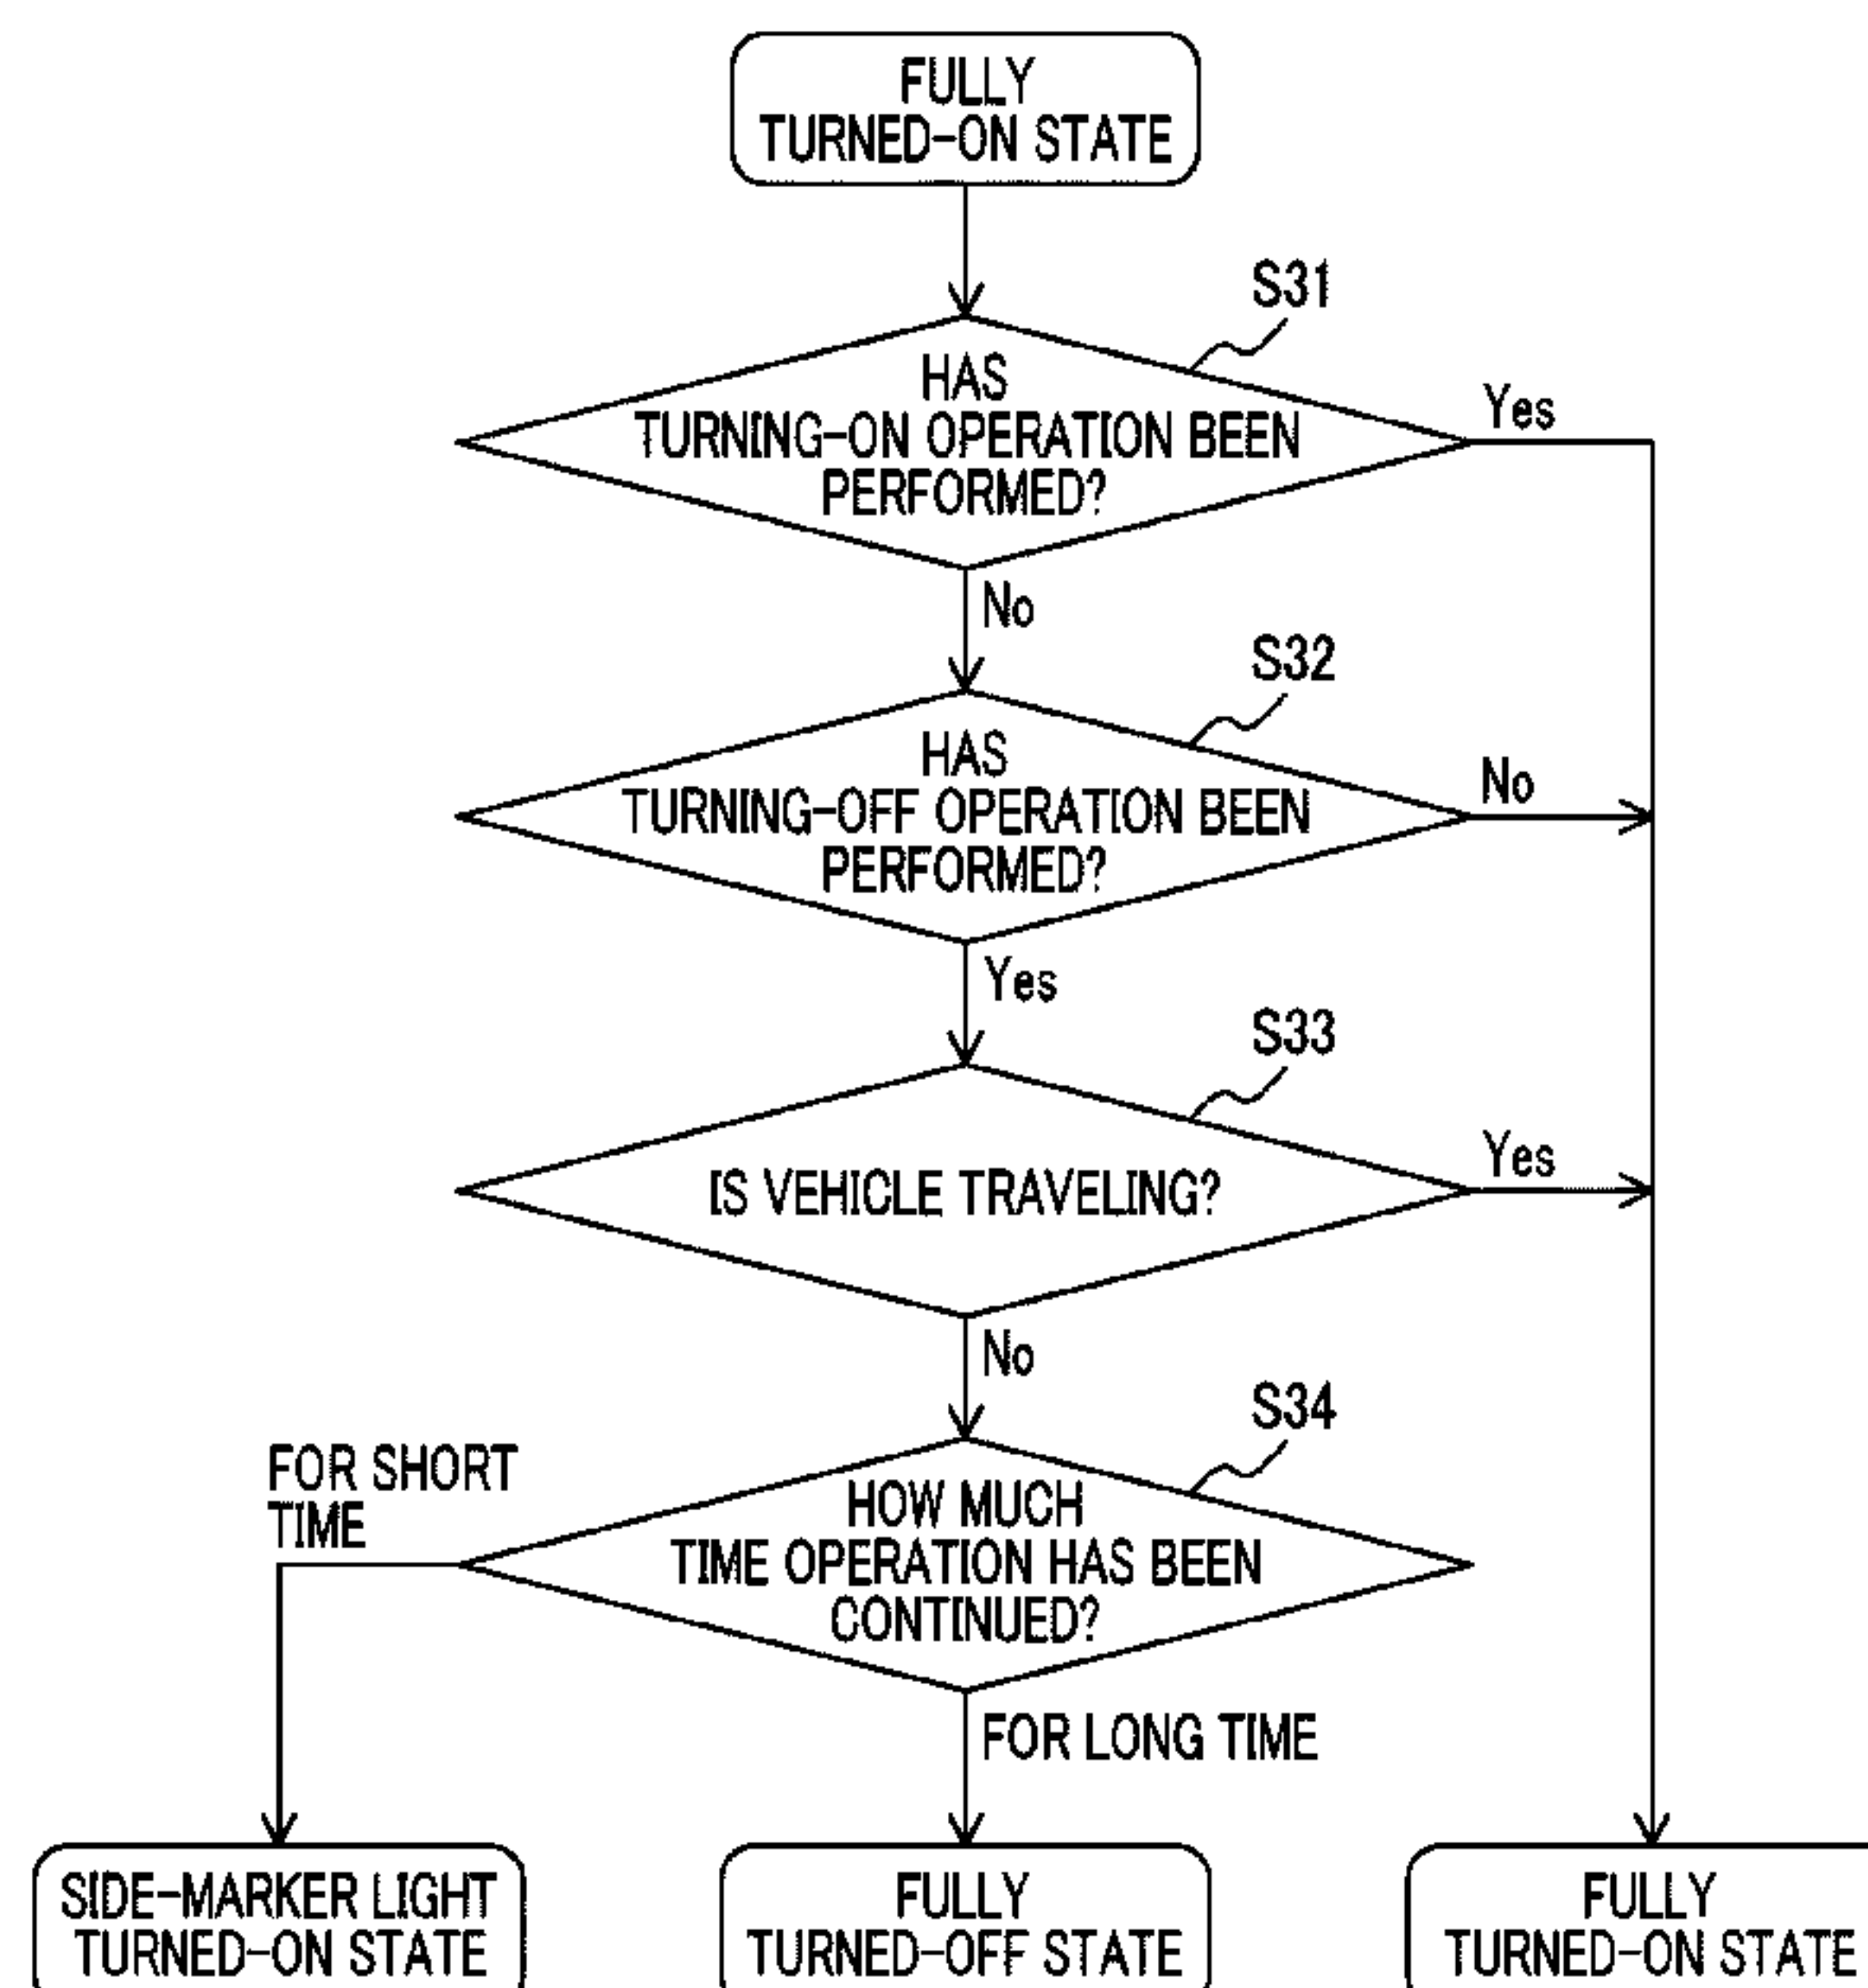 FULLY
TURNED-ON STATE
S31
HAS
TURNING-ON OPERATION BEEN
PERFORMED?
Yes
No
S32
HAS
TURNING-OFF OPERATION BEEN
PERFORMED?
No
Yes
S33
IS VEHICLE TRAVELING?
Yes
No
S34
HOW MUCH
TIME OPERATION HAS BEEN
CONTINUED?
FOR SHORT
TIME
FOR LONG TIME
SIDE-MARKER LIGHT
TURNED-ON STATE
FULLY
TURNED-OFF STATE
FULLY
TURNED-ON STATE